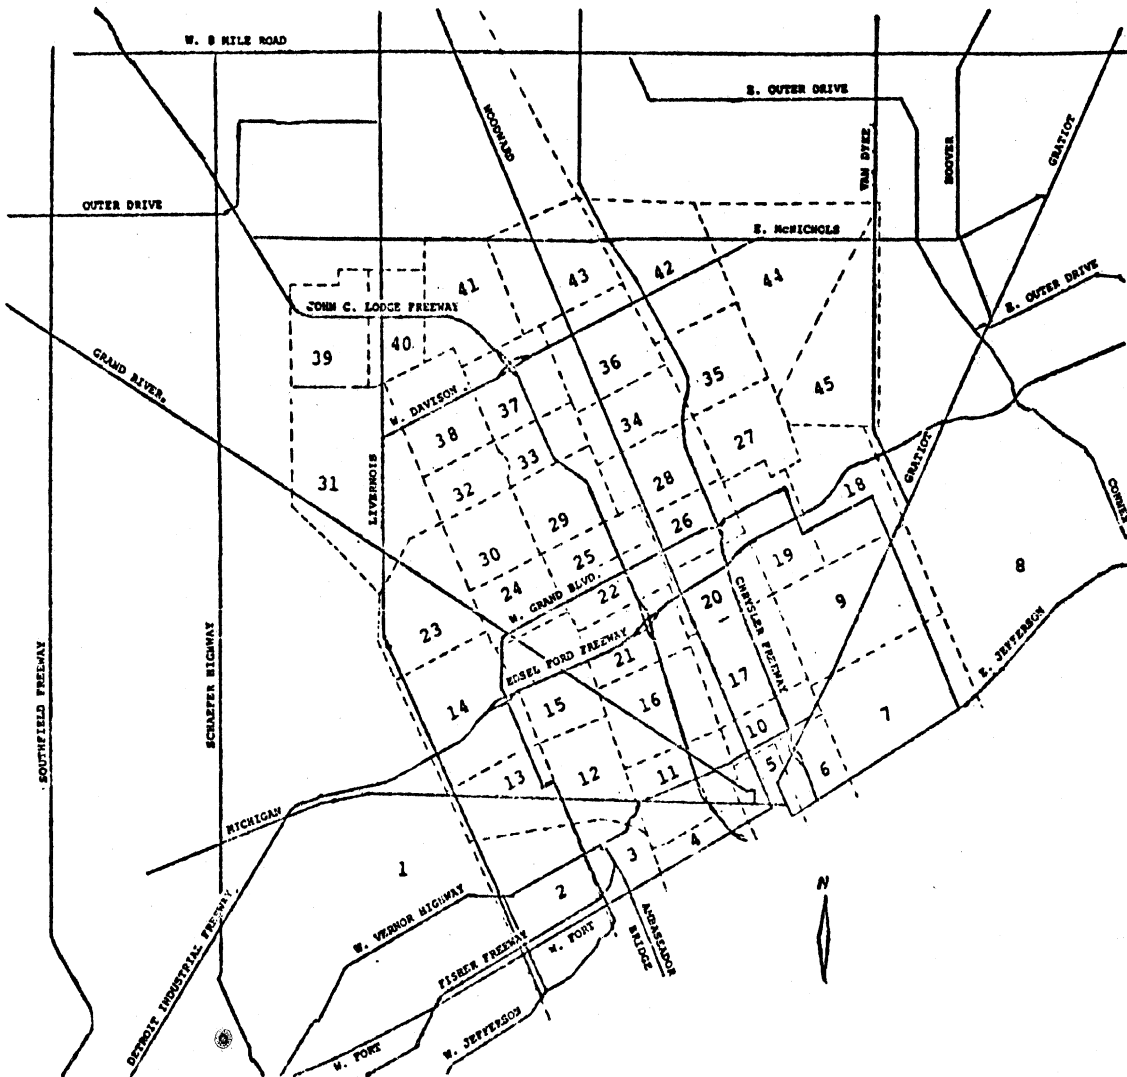 W. 8 MILE ROAD
E. OUTER DRIVE
WOODWARD
VAN DYKE
HOOVER
GRATIOT
OUTER DRIVE
E. McNICHOLS
E. OUTER DRIVE
41
43
42
44
JOHN C. LODGE FREEWAY
39
40
GRAND RIVER
36
35
45
W. DAVISON
37
38
34
27
33
31
32
28
18
GRATIOT
CONNER
LIVERNOIS
29
26
30
25
19
8
24
22
W. GRAND BLVD.
20
9
CHRYSLER FREEWAY
23
EDSEL FORD FREEWAY
21
E. JEFFERSON
SOUTHFIELD FREEWAY
SCHAEFER HIGHWAY
14
15
16
17
7
10
13
12
11
5
6
MICHIGAN
1
3
4
2
W. VERNOR HIGHWAY
N
DETROIT INDUSTRIAL FREEWAY
FISHER FREEWAY
W. FORT
AMBASSADOR
BRIDGE
W. FORT
W. JEFFERSON